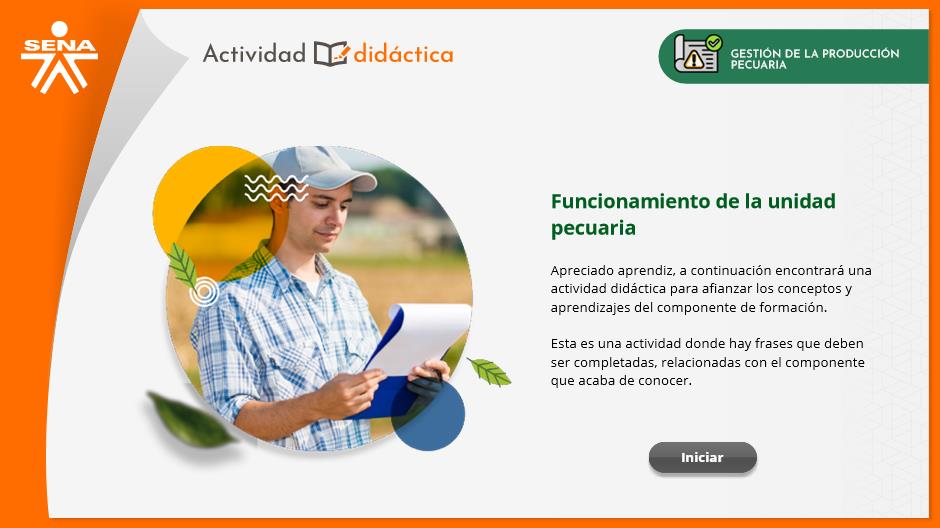 SENA
Actividad didáctica
GESTIÓN DE LA PRODUCCIÓN
PECUARIA
Funcionamiento de la unidad
pecuaria
Apreciado aprendiz, a continuación encontrará una
actividad didáctica para afianzar los conceptos y
aprendizajes del componente de formación.
Esta es una actividad donde hay frases que deben
ser completadas, relacionadas con el componente
que acaba de conocer.
Iniciar